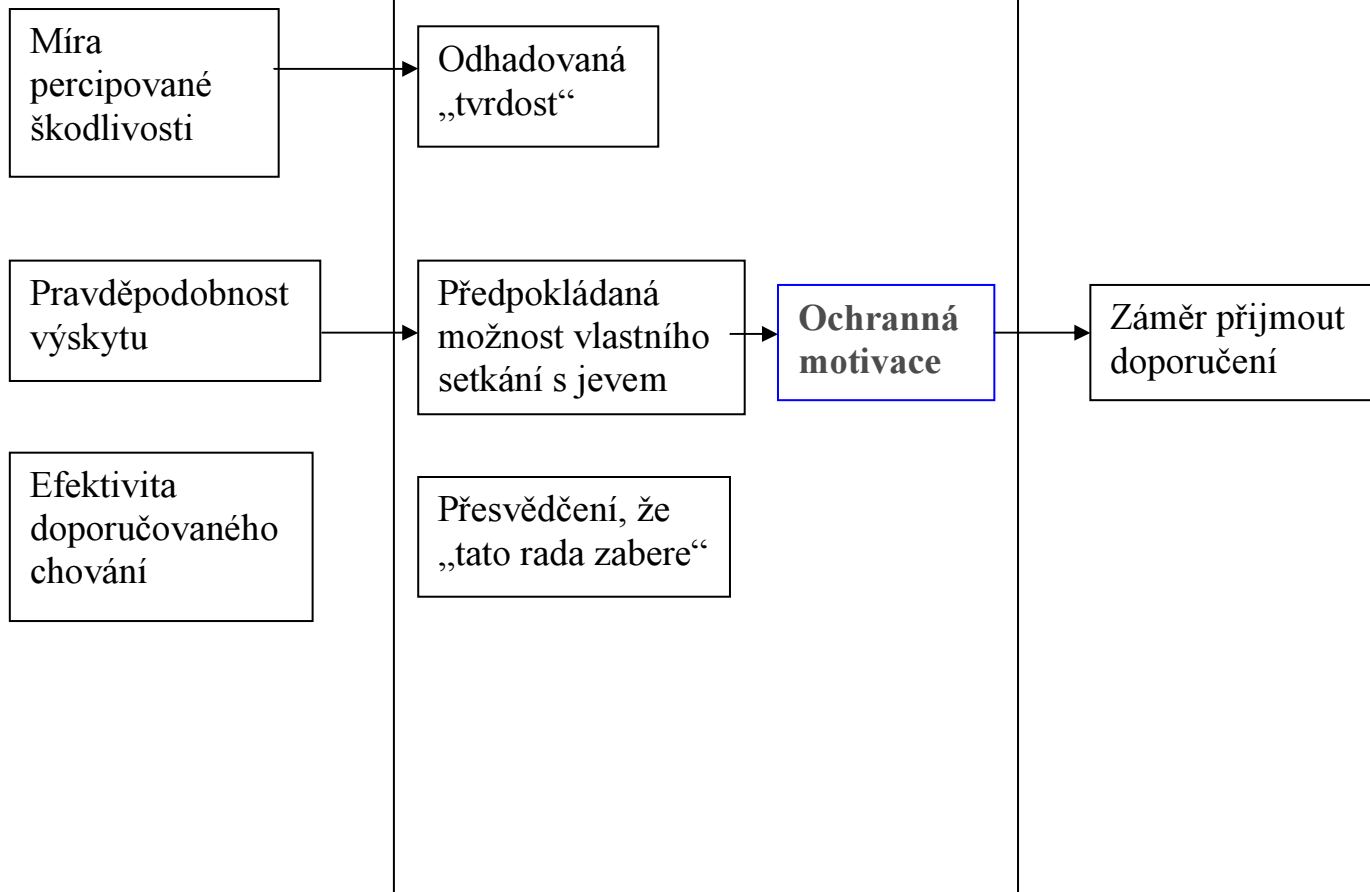 Míra
percipované
škodlivosti
Odhadovaná
„tvrdost“
Pravděpodobnost
výskytu
Předpokládaná
možnost vlastního
setkání s jevem
Ochranná
motivace
Záměr přijmout
doporučení
Efektivita
doporučovaného
chování
Přesvědčení, že
„tato rada zabere“